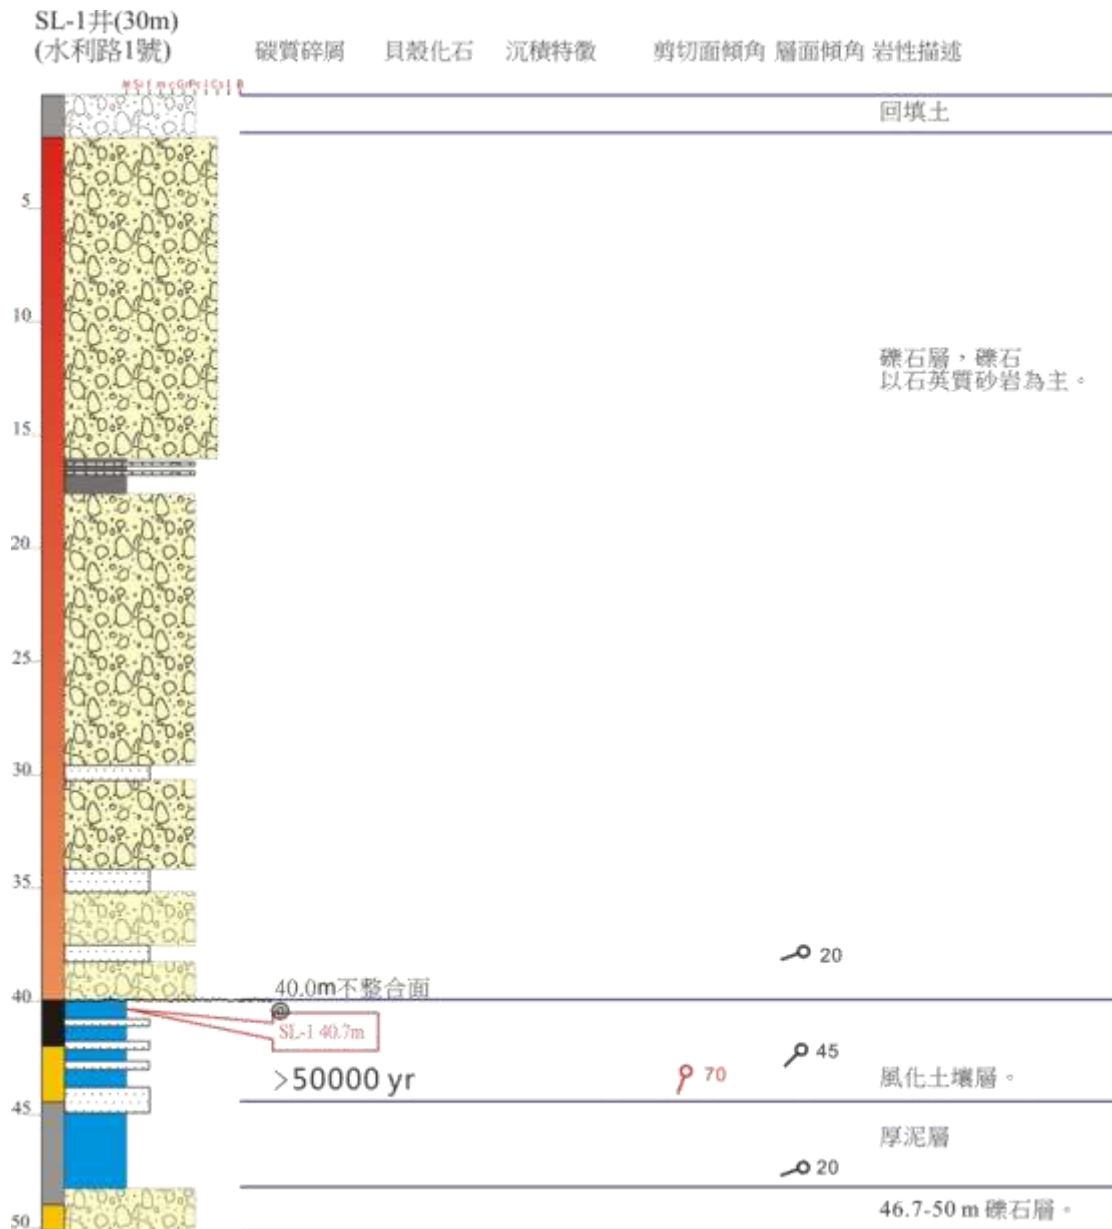 SL-1井(30m)
(水利路1號)
碳質碎屑 貝殼化石 沉積特徵 剪切面傾角 層面傾角 岩性描述
回填土
5
10
礫石層，礫石
以石英質砂岩為主。
15
20
25
30
35
20
40.0m不整合面
40
@
SL-1 40.7m
45
>50000 yr
70
風化土壤層。
45
厚泥層
20
46.7-50 m 礫石層。
50